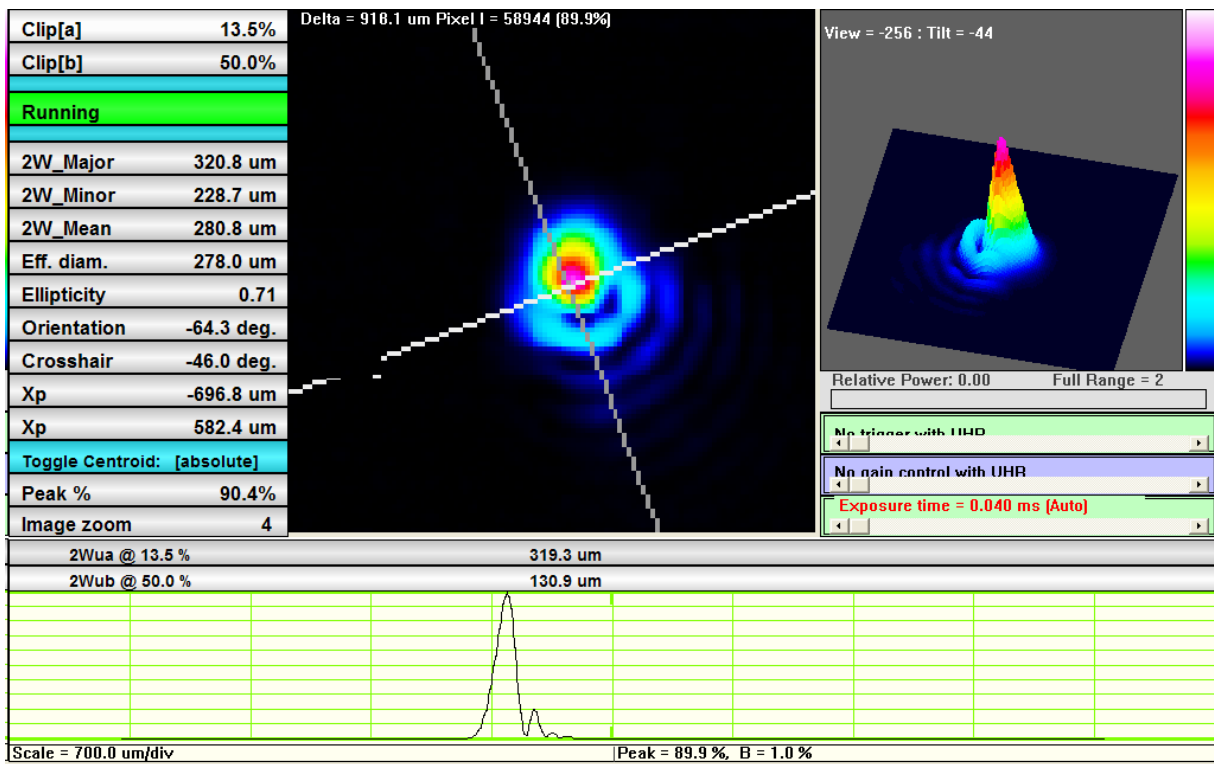 Clip[a] 13.5%
Clip[b] 50.0%
Running
2W_Major 320.8 um
2W_Minor 228.7 um
2W_Mean 280.8 um
Eff. diam. 278.0 um
Ellipticity 0.71
Orientation -64.3 deg.
Crosshair -46.0 deg.
Xp -696.8 um
Xp 582.4 um
Toggle Centroid: [absolute]
Peak % 90.4%
Image zoom 4
Delta = 918.1 um Pixel I = 58944 (89.9%)
View = -256 : Tilt = -44
Relative Power: 0.00 Full Range = 2
No trigger with UHR
No gain control with UHR
Exposure time = 0.040 ms (Auto)
2Wua @ 13.5 % 319.3 um
2Wub @ 50.0 % 130.9 um
Scale = 700.0 um/div Peak = 89.9 %, B = 1.0 %